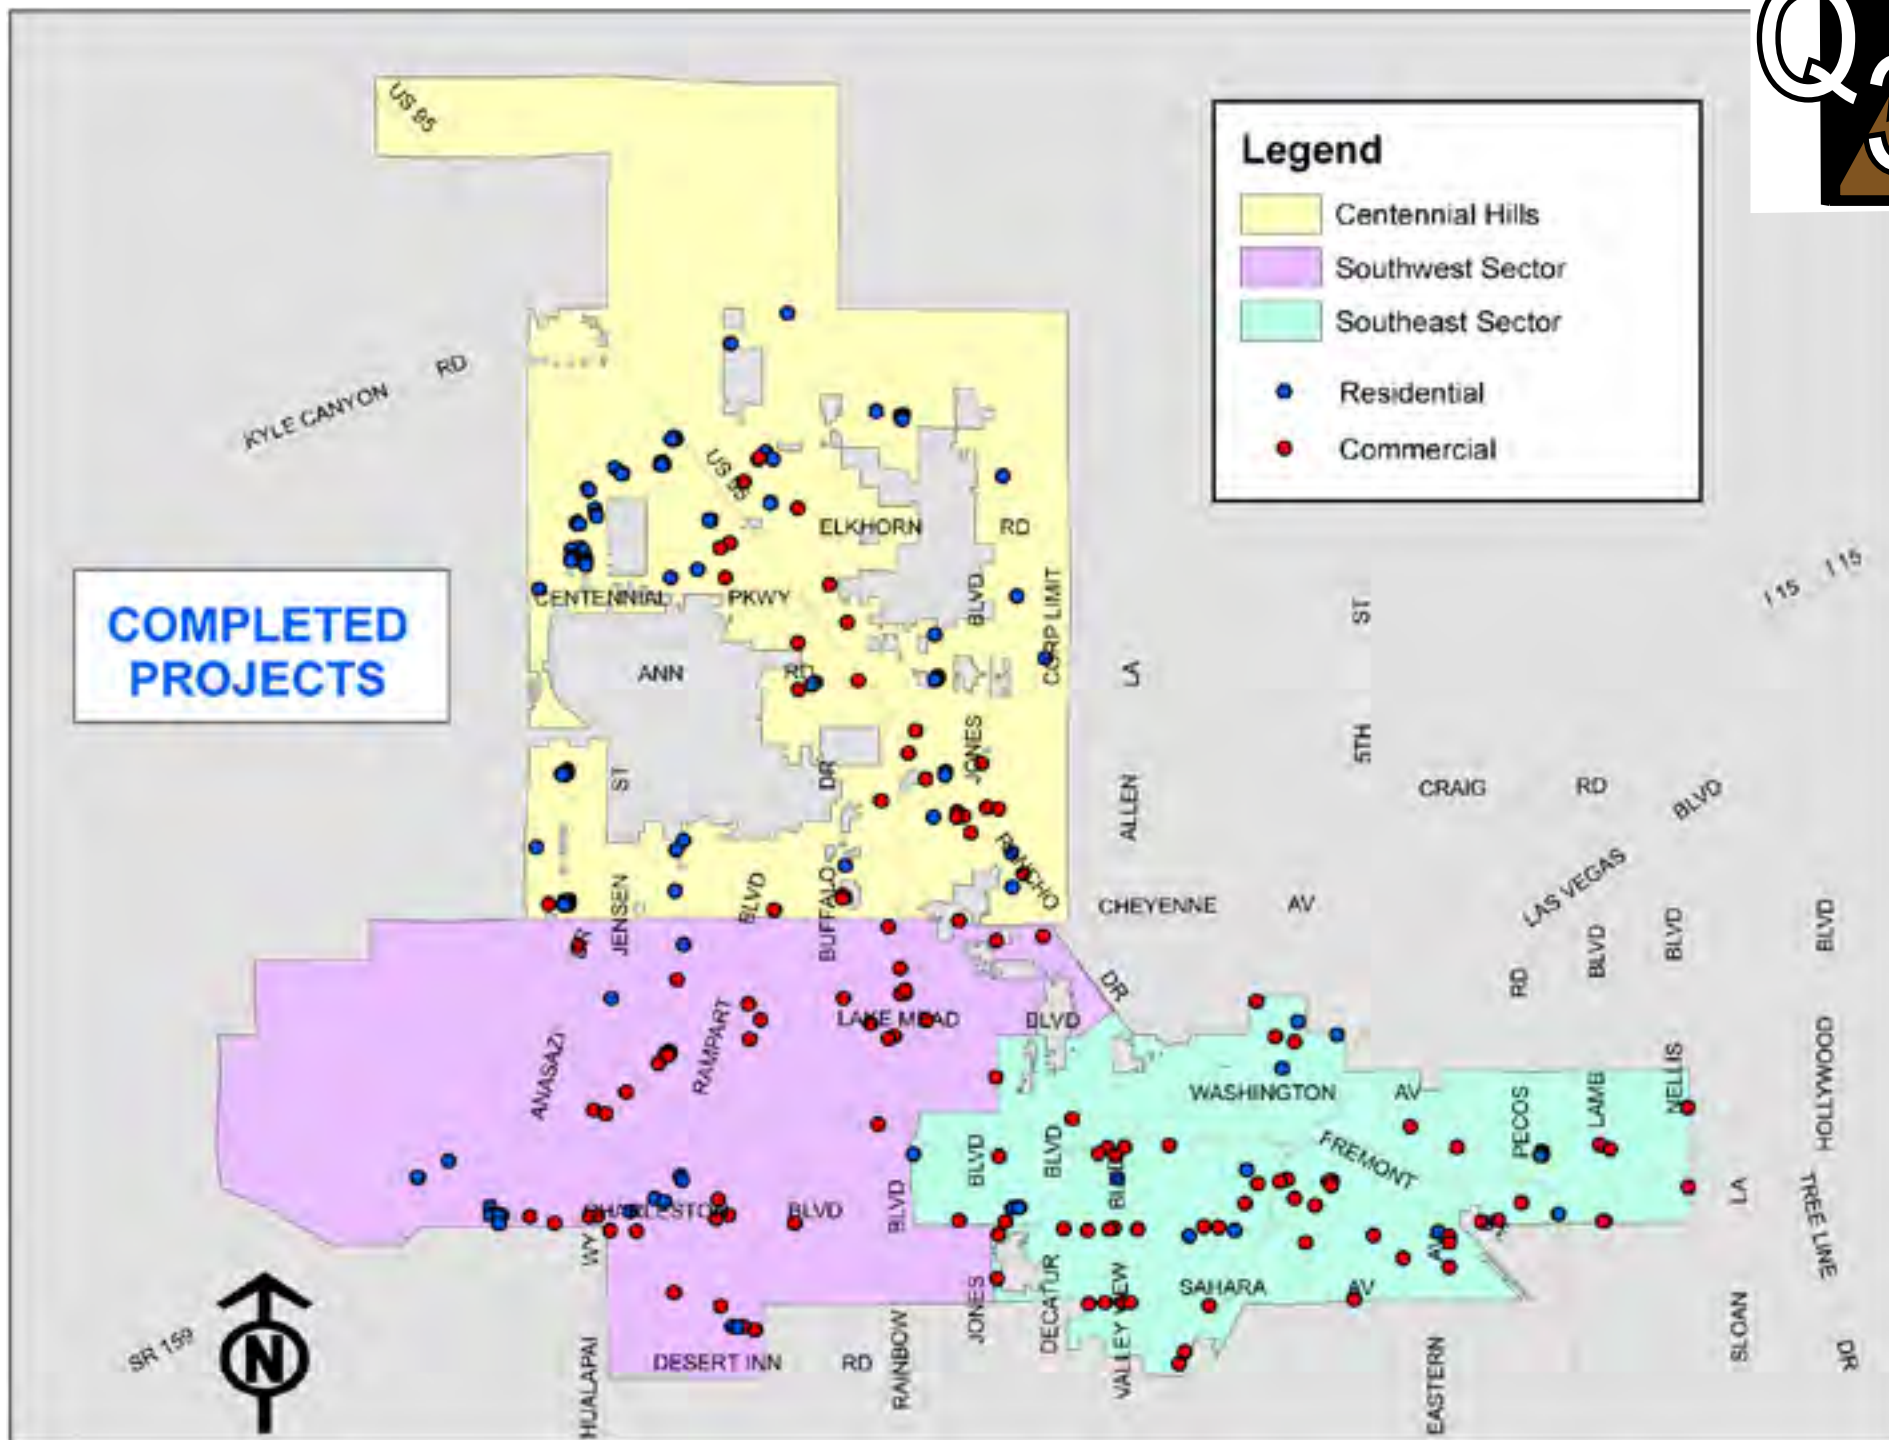 Q
3
US 95
Legend
Centennial Hills
Southwest Sector
Southeast Sector
Residential
Commercial
KYLE CANYON RD
US 95
ELKHORN RD
I 15 I 15
COMPLETED
PROJECTS
CENTENNIAL PKWY
BLVD
CORP LIMIT
ST
ANN RD
LA
5TH
JONES
ST
DR
ALLEN
CRAIG RD
BLVD
RANCHO
LAS VEGAS
JENSEN
BLVD
BUFFALO
CHEYENNE AV
DR
BLVD
BLVD
BLVD
RD
DR
LAKE MEAD BLVD
ANASAZI
RAMPART
HOLLYWOOD
NELLIS
WASHINGTON AV
PECOS
LAMB
FREMONT
BLVD
BLVD
BLVD
BLVD
CHARLESTON BLVD
LA
TREE LINE
WY
AV
SAHARA AV
JONES
DECATUR
VALLEY VIEW
SLOAN
SR 159
N
HUALAPAI
DESERT INN RD
RAINBOW
EASTERN
DR